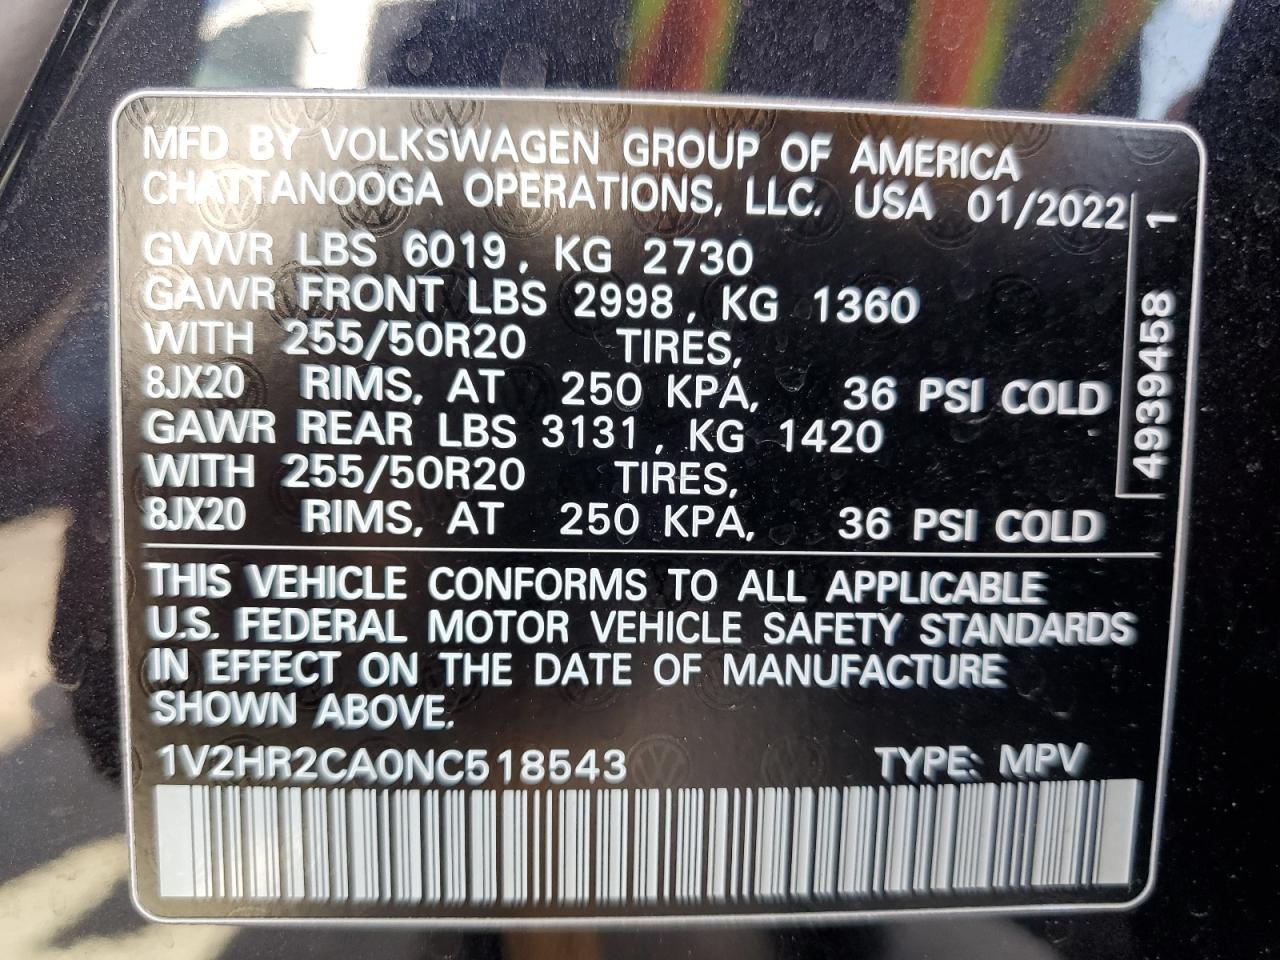 MFD BY VOLKSWAGEN GROUP OF AMERICA
CHATTANOOGA OPERATIONS, LLC. USA 01/2022
GVWR LBS 6019, KG 2730
GAWR FRONT LBS 2998, KG 1360
WITH 255/50R20 TIRES,
8JX20 RIMS, AT 250 KPA, 36 PSI COLD
GAWR REAR LBS 3131, KG 1420
WITH 255/50R20 TIRES,
8JX20 RIMS, AT 250 KPA, 36 PSI COLD
4939458 1
THIS VEHICLE CONFORMS TO ALL APPLICABLE
U.S. FEDERAL MOTOR VEHICLE SAFETY STANDARDS
IN EFFECT ON THE DATE OF MANUFACTURE
SHOWN ABOVE.
1V2HR2CA0NC518543 TYPE: MPV